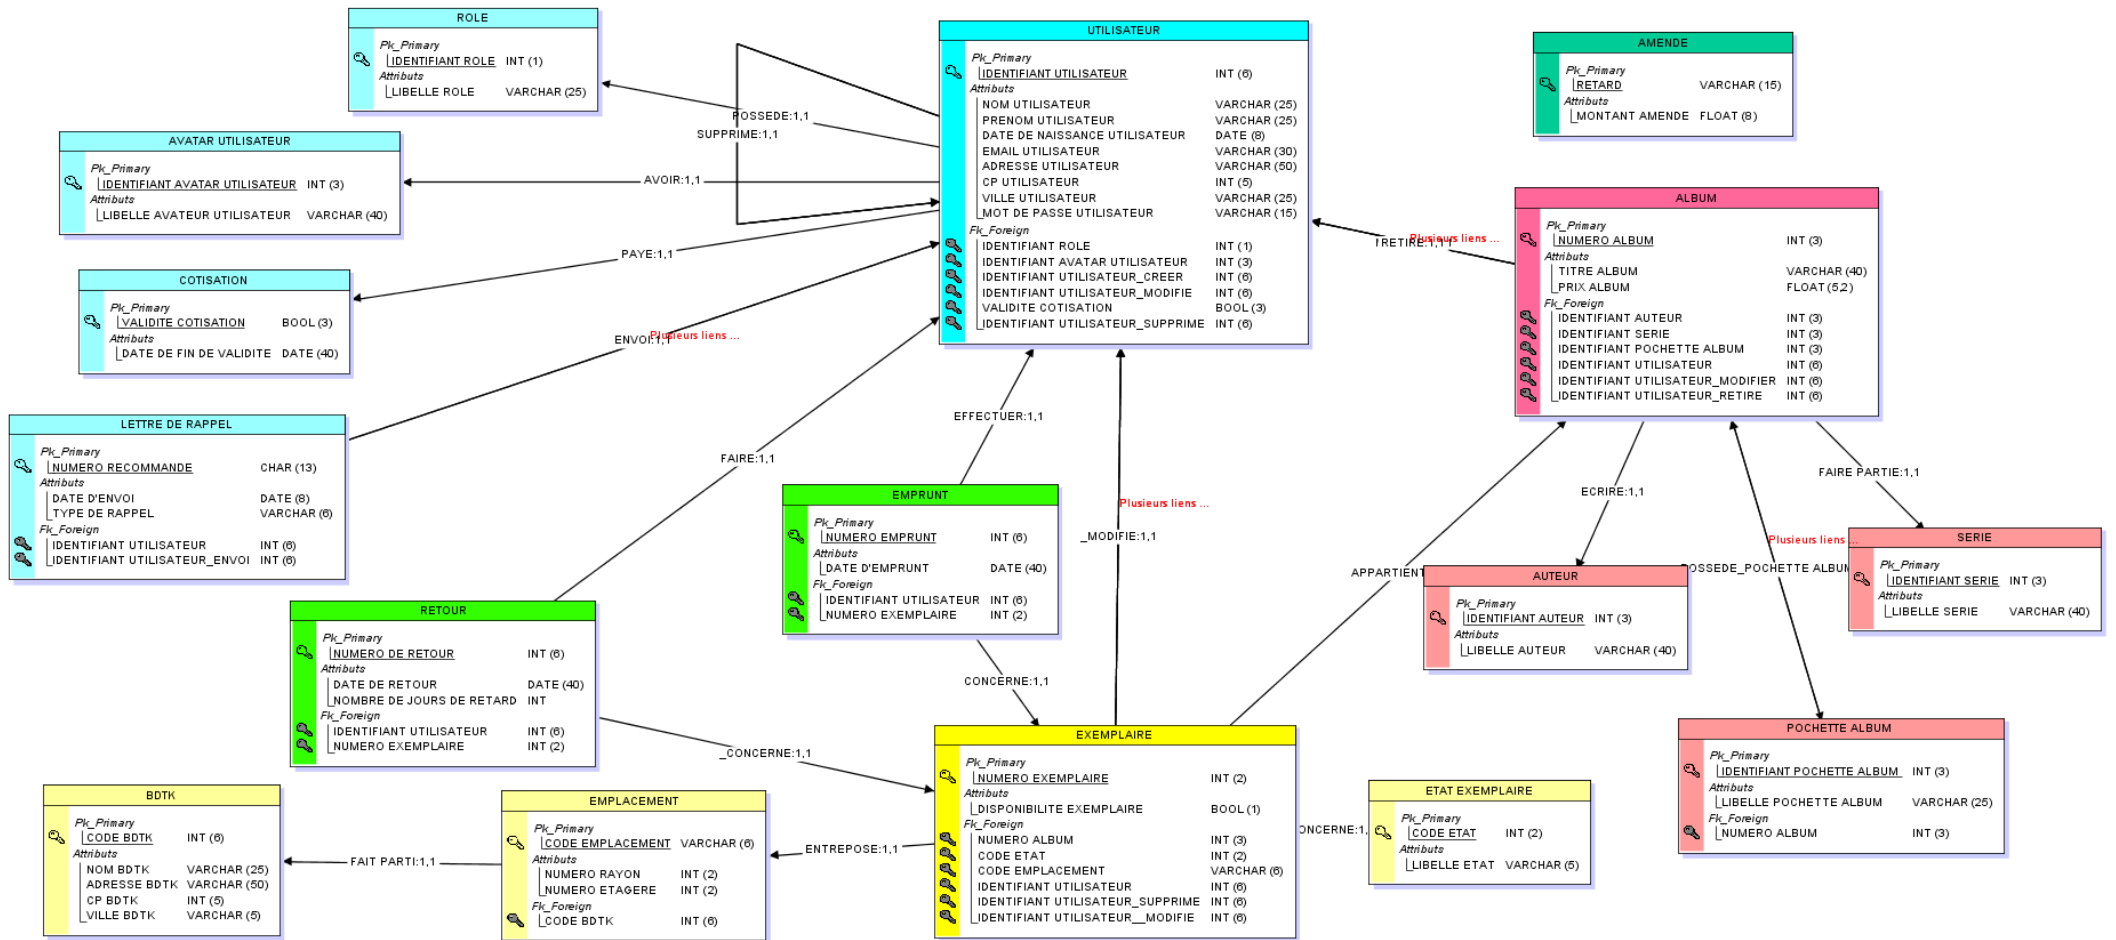 ROLE
Pk_Primary
IDENTIFIANT ROLE INT (1)
Attributs
LIBELLE ROLE VARCHAR (25)
AVATAR UTILISATEUR
Pk_Primary
IDENTIFIANT AVATAR UTILISATEUR INT (3)
Attributs
LIBELLE AVATEUR UTILISATEUR VARCHAR (40)
COTISATION
Pk_Primary
VALIDITE COTISATION BOOL (3)
Attributs
DATE DE FIN DE VALIDITE DATE (40)
LETTRE DE RAPPEL
Pk_Primary
NUMERO RECOMMANDE CHAR (13)
Attributs
DATE D'ENVOI DATE (8)
TYPE DE RAPPEL VARCHAR (6)
Fk_Foreign
IDENTIFIANT UTILISATEUR INT (6)
IDENTIFIANT UTILISATEUR_ENVOI INT (6)
POSSEDE:1,1
SUPPRIME:1,1
AVOIR:1,1
PAYE:1,1
ENVOI:1,1
Plusieurs liens ...
FAIRE:1,1
EFFECTUER:1,1
UTILISATEUR
Pk_Primary
IDENTIFIANT UTILISATEUR INT (6)
Attributs
NOM UTILISATEUR VARCHAR (25)
PRENOM UTILISATEUR VARCHAR (25)
DATE DE NAISSANCE UTILISATEUR DATE (8)
EMAIL UTILISATEUR VARCHAR (30)
ADRESSE UTILISATEUR VARCHAR (50)
CP UTILISATEUR INT (5)
VILLE UTILISATEUR VARCHAR (25)
MOT DE PASSE UTILISATEUR VARCHAR (15)
Fk_Foreign
IDENTIFIANT ROLE INT (1)
IDENTIFIANT AVATAR UTILISATEUR INT (3)
IDENTIFIANT UTILISATEUR_CREER INT (6)
IDENTIFIANT UTILISATEUR_MODIFIE INT (6)
VALIDITE COTISATION BOOL (3)
IDENTIFIANT UTILISATEUR_SUPPRIME INT (6)
AMENDE
Pk_Primary
RETARD VARCHAR (15)
Attributs
MONTANT AMENDE FLOAT (8)
ALBUM
Pk_Primary
NUMERO ALBUM INT (3)
Attributs
TITRE ALBUM VARCHAR (40)
PRIX ALBUM FLOAT (5,2)
Fk_Foreign
IDENTIFIANT AUTEUR INT (3)
IDENTIFIANT SERIE INT (3)
IDENTIFIANT POCHETTE ALBUM INT (3)
IDENTIFIANT UTILISATEUR INT (6)
IDENTIFIANT UTILISATEUR_MODIFIER INT (6)
IDENTIFIANT UTILISATEUR_RETIRE INT (6)
Plusieurs liens ...
FAIRE PARTIE:1,1
ECRIRE:1,1
Plusieurs liens ...
_MODIFIE:1,1
EMPRUNT
Pk_Primary
NUMERO EMPRUNT INT (6)
Attributs
DATE D'EMPRUNT DATE (40)
Fk_Foreign
IDENTIFIANT UTILISATEUR INT (6)
NUMERO EXEMPLAIRE INT (2)
APPARTIENT
Plusieurs liens ...
POCHETTE ALBUM
SERIE
Pk_Primary
IDENTIFIANT SERIE INT (3)
Attributs
LIBELLE SERIE VARCHAR (40)
AUTEUR
Pk_Primary
IDENTIFIANT AUTEUR INT (3)
Attributs
LIBELLE AUTEUR VARCHAR (40)
RETOUR
Pk_Primary
NUMERO DE RETOUR INT (6)
Attributs
DATE DE RETOUR DATE (40)
NOMBRE DE JOURS DE RETARD INT
Fk_Foreign
IDENTIFIANT UTILISATEUR INT (6)
NUMERO EXEMPLAIRE INT (2)
CONCERNE:1,1
_CONCERNE:1,1
EXEMPLAIRE
Pk_Primary
NUMERO EXEMPLAIRE INT (2)
Attributs
DISPONIBILITE EXEMPLAIRE BOOL (1)
Fk_Foreign
NUMERO ALBUM INT (3)
CODE ETAT INT (2)
CODE EMPLACEMENT VARCHAR (6)
IDENTIFIANT UTILISATEUR INT (6)
IDENTIFIANT UTILISATEUR_SUPPRIME INT (6)
IDENTIFIANT UTILISATEUR__MODIFIE INT (6)
POCHETTE ALBUM
Pk_Primary
IDENTIFIANT POCHETTE ALBUM INT (3)
Attributs
LIBELLE POCHETTE ALBUM VARCHAR (25)
Fk_Foreign
NUMERO ALBUM INT (3)
ETAT EXEMPLAIRE
Pk_Primary
CODE ETAT INT (2)
Attributs
LIBELLE ETAT VARCHAR (5)
BDTK
Pk_Primary
CODE BDTK INT (6)
Attributs
NOM BDTK VARCHAR (25)
ADRESSE BDTK VARCHAR (50)
CP BDTK INT (5)
VILLE BDTK VARCHAR (5)
FAIT PARTI:1,1
EMPLACEMENT
Pk_Primary
CODE EMPLACEMENT VARCHAR (6)
Attributs
NUMERO RAYON INT (2)
NUMERO ETAGERE INT (2)
Fk_Foreign
CODE BDTK INT (6)
ENTREPOSE:1,1